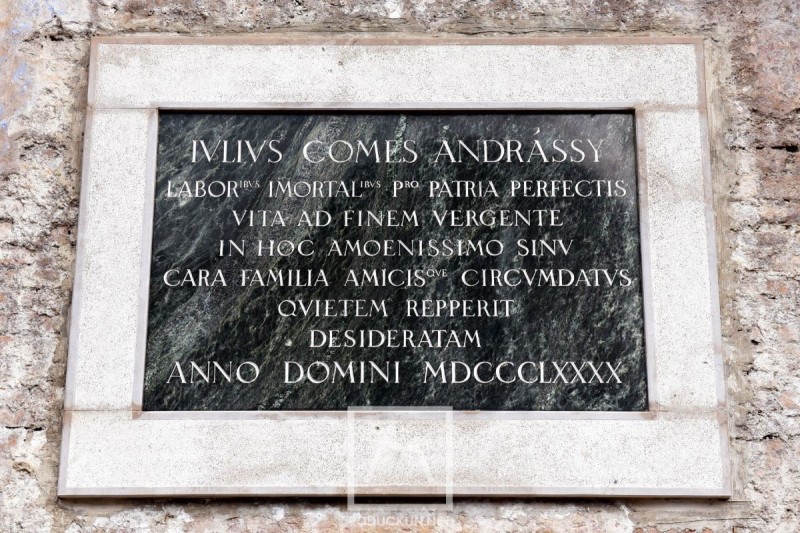 IVLIVS COMES ANDRÁSSY
LABORIBVS IMORTALIBVS PRO PATRIA PERFECTIS
VITA AD FINEM VERGENTE
IN HOC AMOENISSIMO SINV
CARA FAMILIA AMICISQVE CIRCVMDATVS
QVIETEM REPPERIT
DESIDERATAM
ANNO DOMINI MDCCCLXXXX